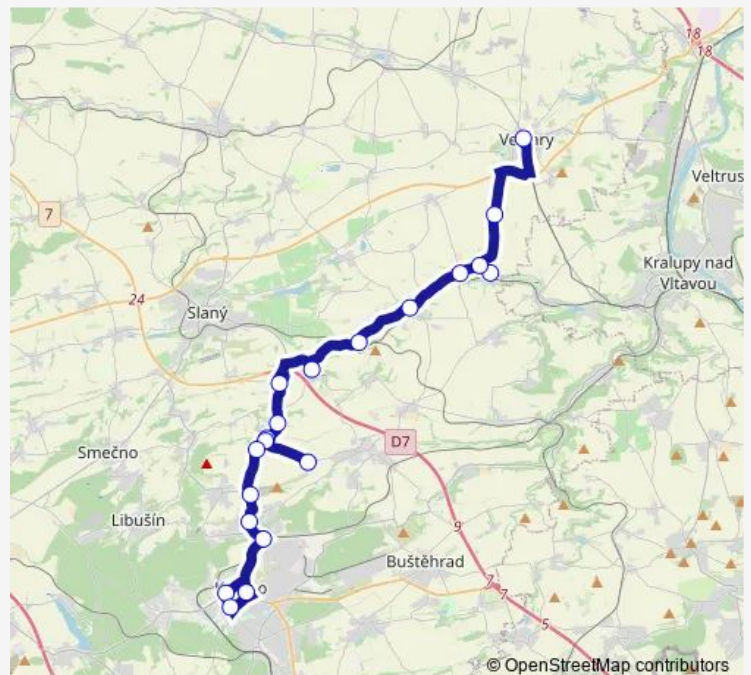 18
18
Veltrus
7
Kralupy nad
Vltavou
24
Slaný
D7
Smečno
9
Libušín
Buštěhrad
7
7
5
© OpenStreetMap contributors